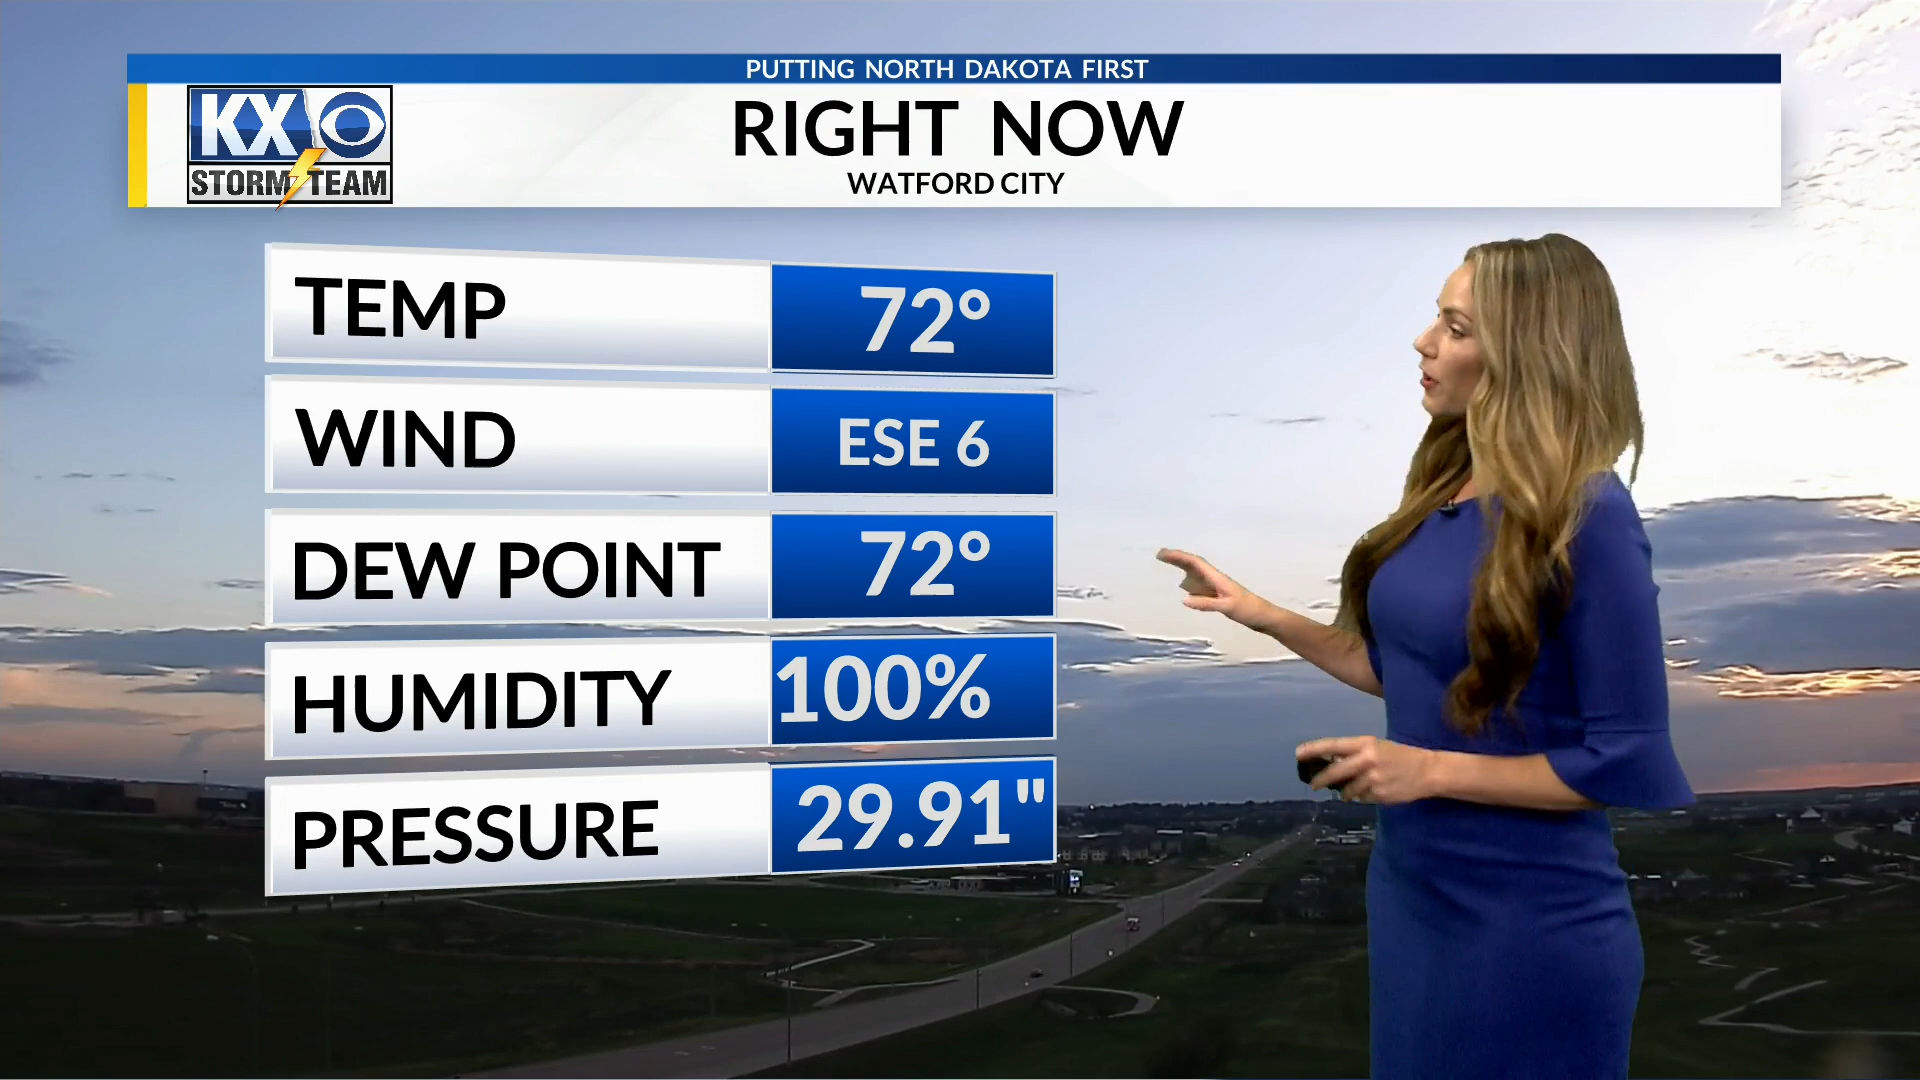 PUTTING NORTH DAKOTA FIRST
KX
STORM TEAM
RIGHT NOW
WATFORD CITY
TEMP 72°
WIND ESE 6
DEW POINT 72°
HUMIDITY 100%
PRESSURE 29.91"